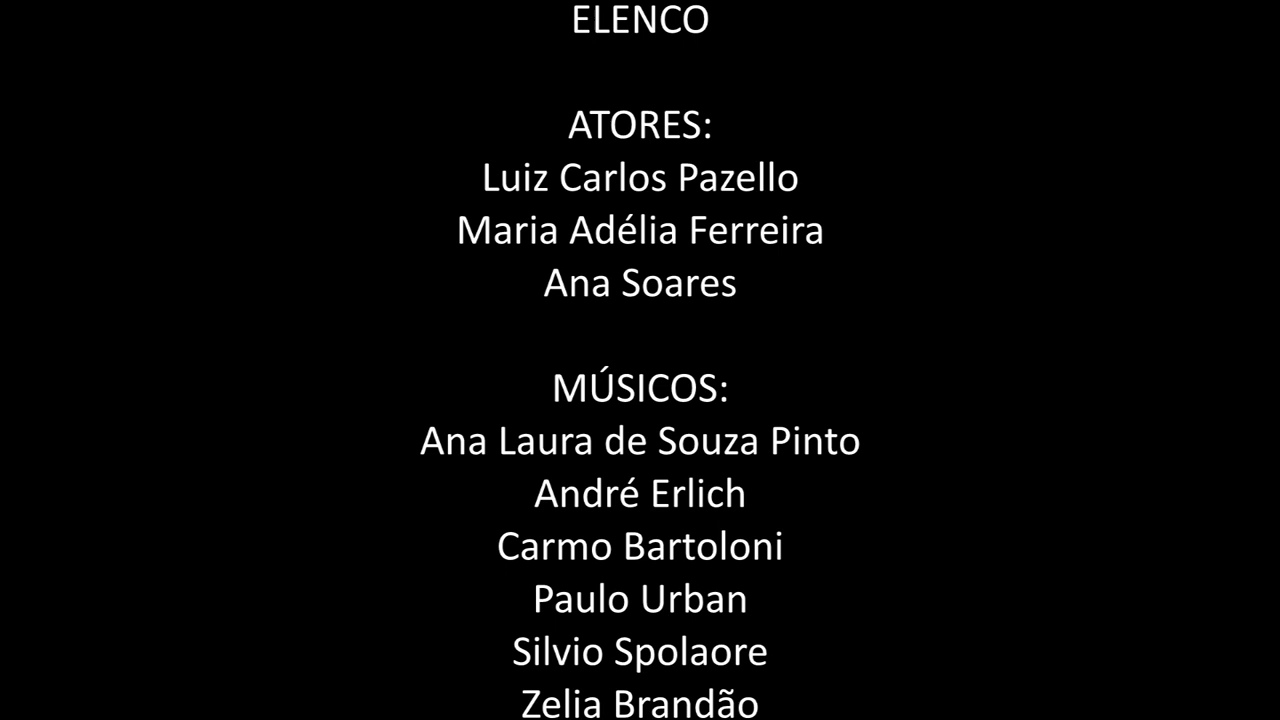 ELENCO
ATORES:
Luiz Carlos Pazello
Maria Adélia Ferreira
Ana Soares
MÚSICOS:
Ana Laura de Souza Pinto
André Erlich
Carmo Bartoloni
Paulo Urban
Silvio Spolaore
Zelia Brandão